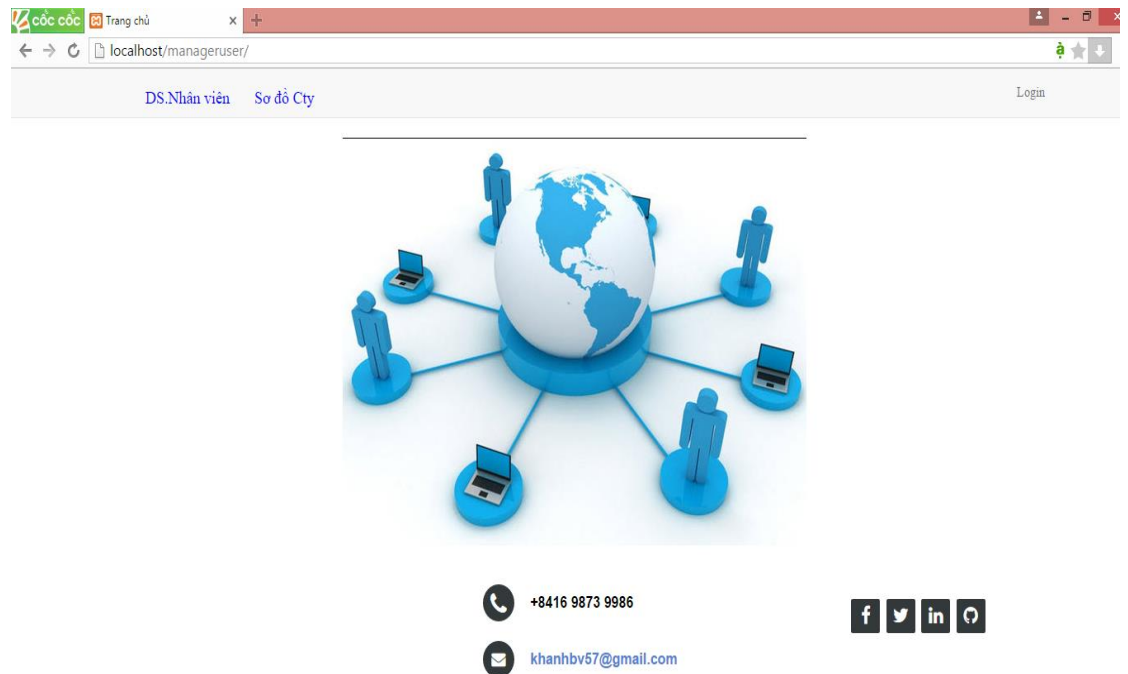 cốc cốc Trang chủ
localhost/manageruser/
DS.Nhân viên Sơ đồ Cty Login
+8416 9873 9986
khanhbv57@gmail.com